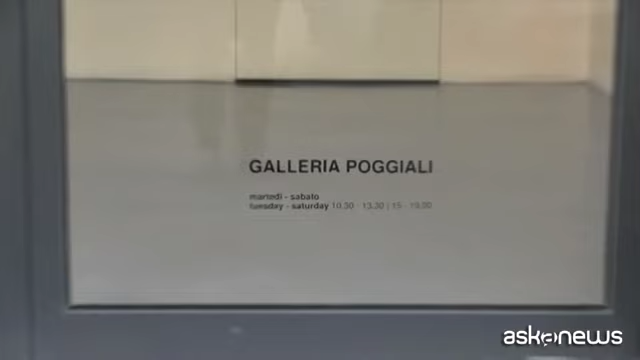 GALLERIA POGGIALI
martedì - sabato
tuesday - saturday 10.30 - 13.30 | 15 - 19.00
askanews